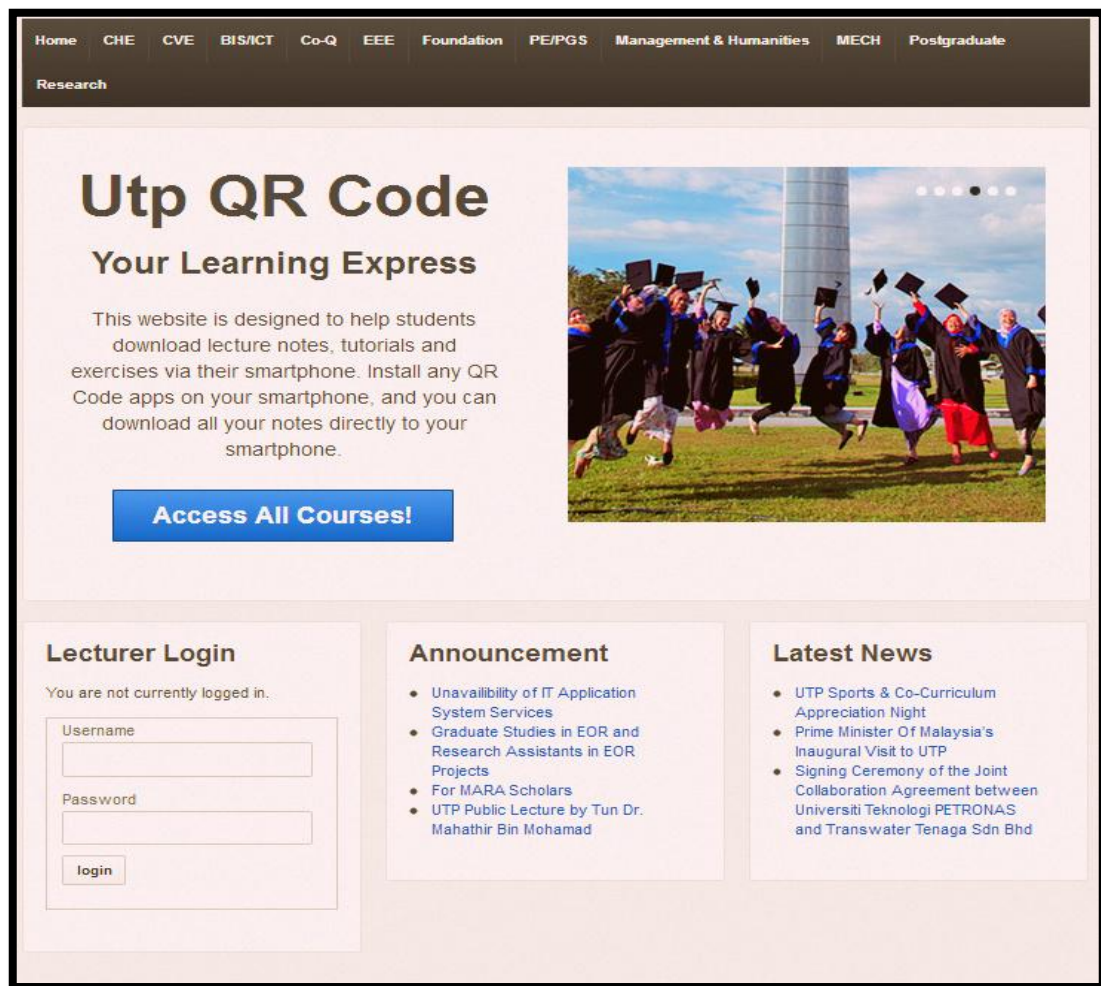 Home CHE CVE BIS/ICT Co-Q EEE Foundation PE/PGS Management & Humanities MECH Postgraduate
Research
Utp QR Code
Your Learning Express
This website is designed to help students
download lecture notes, tutorials and
exercises via their smartphone. Install any QR
Code apps on your smartphone, and you can
download all your notes directly to your
smartphone.
Access All Courses!
Lecturer Login
You are not currently logged in.
Username
Password
login
Announcement
Unavailibility of IT Application
System Services
Graduate Studies in EOR and
Research Assistants in EOR
Projects
For MARA Scholars
UTP Public Lecture by Tun Dr.
Mahathir Bin Mohamad
Latest News
UTP Sports & Co-Curriculum
Appreciation Night
Prime Minister Of Malaysia's
Inaugural Visit to UTP
Signing Ceremony of the Joint
Collaboration Agreement between
Universiti Teknologi PETRONAS
and Transwater Tenaga Sdn Bhd